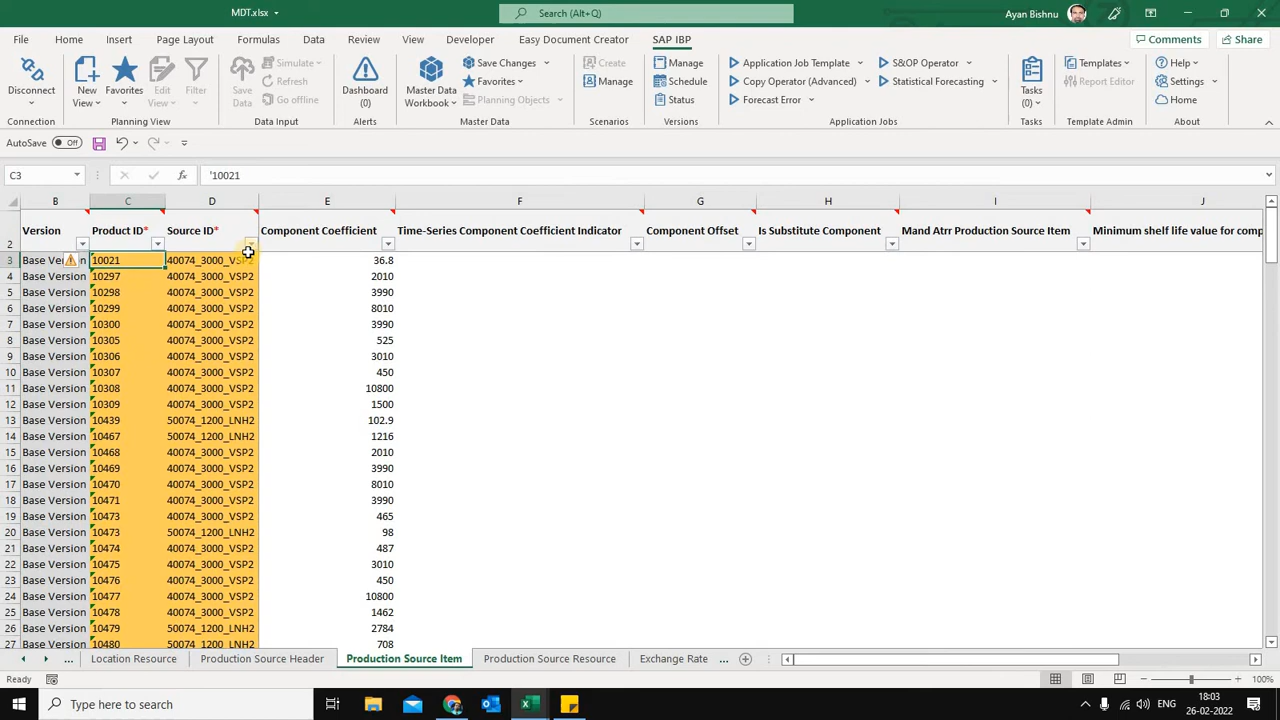 MDT.xlsx
Search (Alt+Q)
Ayan Bishnu
File Home Insert Page Layout Formulas Data Review View Developer Easy Document Creator SAP IBP Comments Share
Disconnect
New View
Favorites
Edit View
Filter
Save Data
Simulate
Refresh
Go offline
Dashboard (0)
Master Data Workbook
Save Changes
Favorites
Planning Objects
Create
Manage
Manage
Schedule
Status
Application Job Template
Copy Operator (Advanced)
Forecast Error
S&OP Operator
Statistical Forecasting
Tasks (0)
Templates
Report Editor
Help
Settings
Home
Connection Planning View Data Input Alerts Master Data Scenarios Versions Application Jobs Tasks Template Admin About
AutoSave Off
C3 '10021
B C D E F G H I J
2 Version Product ID* Source ID* Component Coefficient Time-Series Component Coefficient Indicator Component Offset Is Substitute Component Mand Atrr Production Source Item Minimum shelf life value for comp
3 Base Version 10021 40074_3000_VSP2 36.8
4 Base Version 10297 40074_3000_VSP2 2010
5 Base Version 10298 40074_3000_VSP2 3990
6 Base Version 10299 40074_3000_VSP2 8010
7 Base Version 10300 40074_3000_VSP2 3990
8 Base Version 10305 40074_3000_VSP2 525
9 Base Version 10306 40074_3000_VSP2 3010
10 Base Version 10307 40074_3000_VSP2 450
11 Base Version 10308 40074_3000_VSP2 10800
12 Base Version 10309 40074_3000_VSP2 1500
13 Base Version 10439 50074_1200_LNH2 102.9
14 Base Version 10467 50074_1200_LNH2 1216
15 Base Version 10468 40074_3000_VSP2 2010
16 Base Version 10469 40074_3000_VSP2 3990
17 Base Version 10470 40074_3000_VSP2 8010
18 Base Version 10471 40074_3000_VSP2 3990
19 Base Version 10473 40074_3000_VSP2 465
20 Base Version 10473 50074_1200_LNH2 98
21 Base Version 10474 40074_3000_VSP2 487
22 Base Version 10475 40074_3000_VSP2 3010
23 Base Version 10476 40074_3000_VSP2 450
24 Base Version 10477 40074_3000_VSP2 10800
25 Base Version 10478 40074_3000_VSP2 1462
26 Base Version 10479 50074_1200_LNH2 2784
27 Base Version 10480 50074_1200_LNH2 708
... Location Resource Production Source Header Production Source Item Production Source Resource Exchange Rate ...
Ready 100%
Type here to search ENG 18:03
26-02-2022